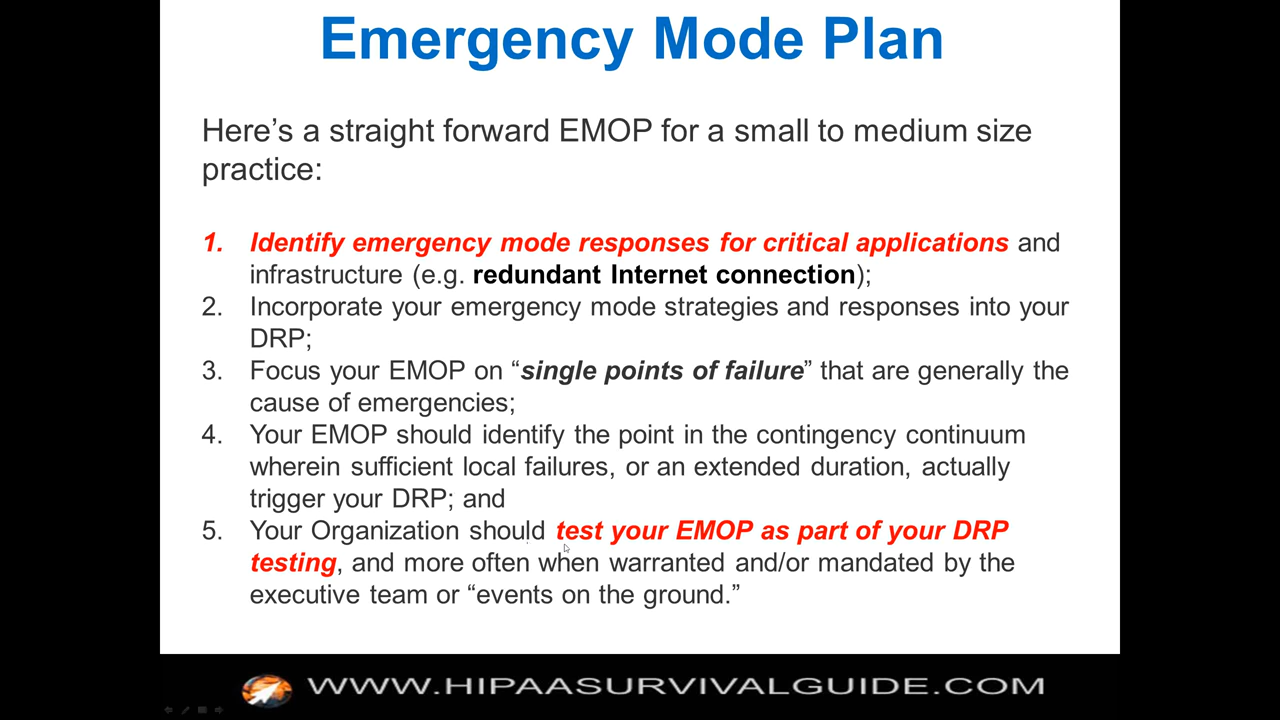 Emergency Mode Plan
Here’s a straight forward EMOP for a small to medium size
practice:
1. Identify emergency mode responses for critical applications and
infrastructure (e.g. redundant Internet connection);
2. Incorporate your emergency mode strategies and responses into your
DRP;
3. Focus your EMOP on “single points of failure” that are generally the
cause of emergencies;
4. Your EMOP should identify the point in the contingency continuum
wherein sufficient local failures, or an extended duration, actually
trigger your DRP; and
5. Your Organization should test your EMOP as part of your DRP
testing, and more often when warranted and/or mandated by the
executive team or “events on the ground.”
WWW.HIPAASURVIVALGUIDE.COM